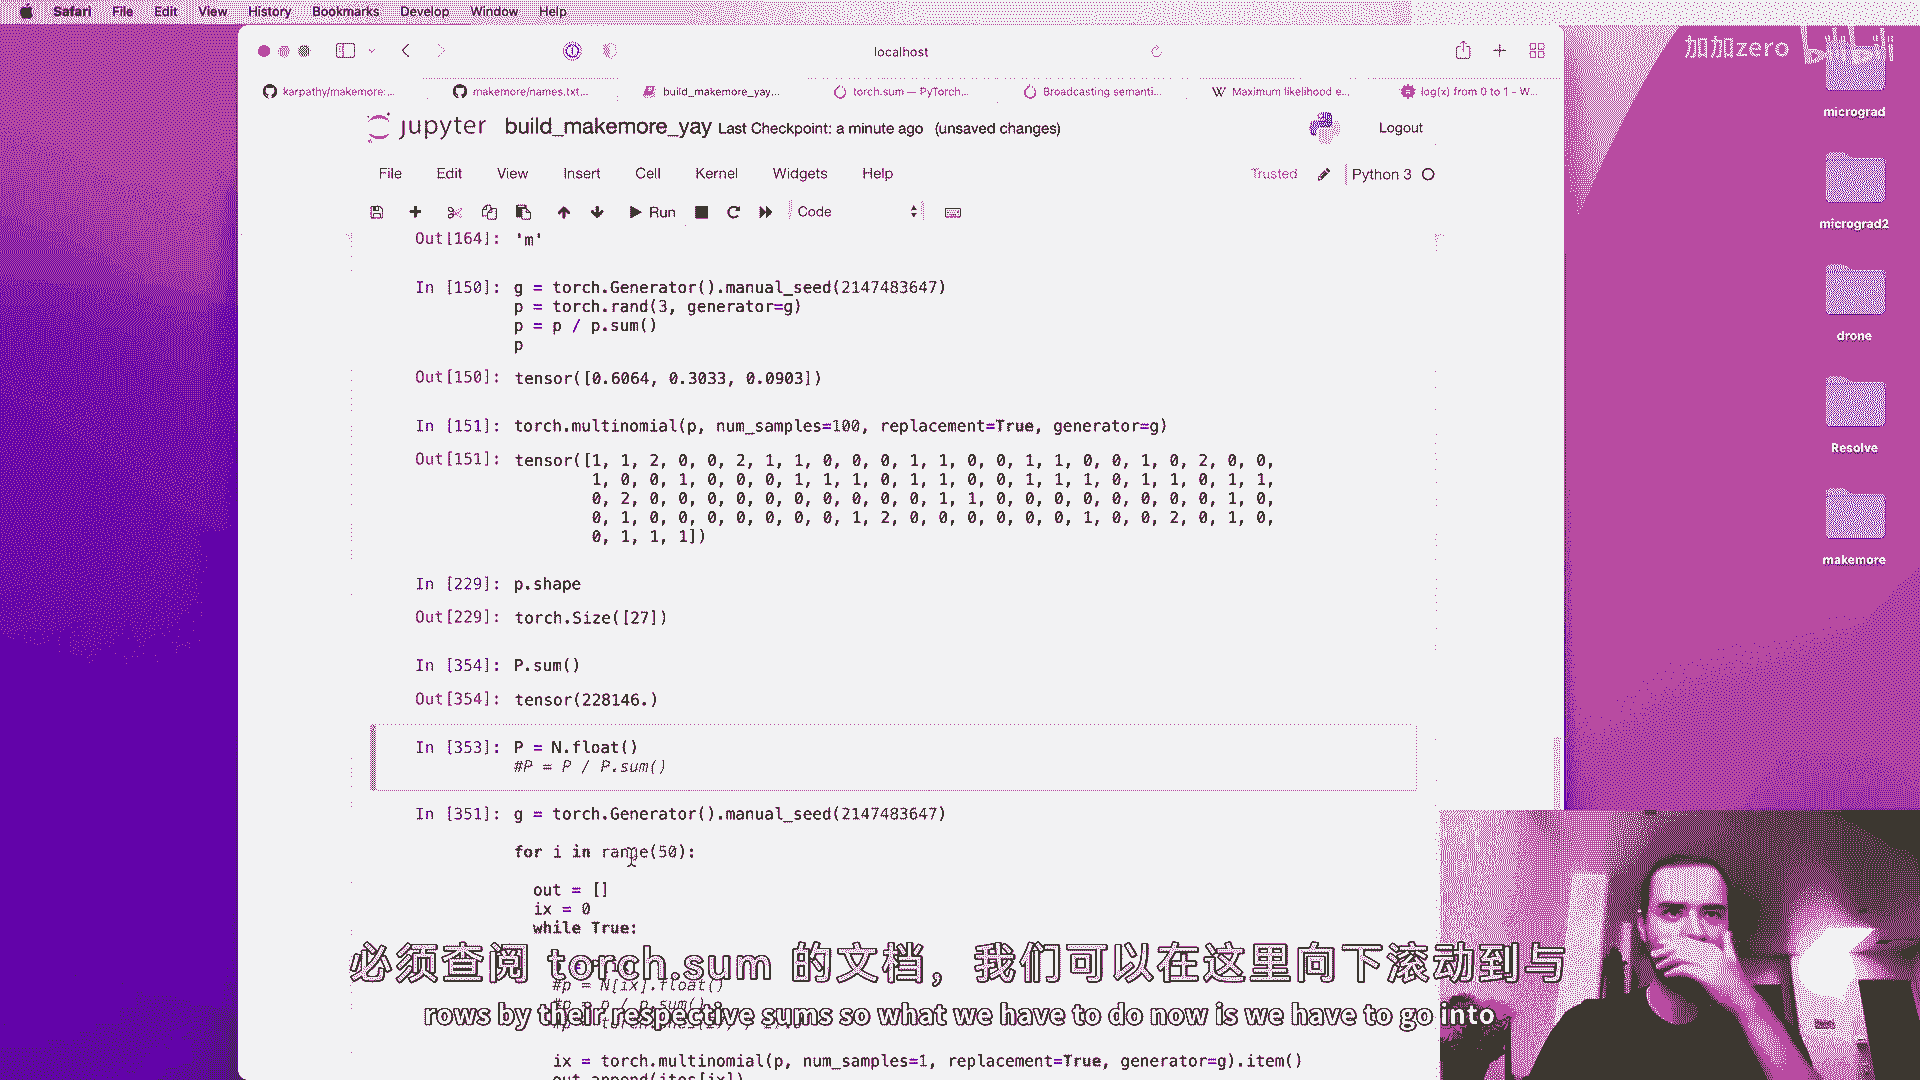 Safari File Edit View History Bookmarks Develop Window Help
加加zero bilibili
localhost
karpathy/makemore:... makemore/names.txt... build_makemore_yay... torch.sum — PyTorch... Broadcasting semanti... Maximum likelihood e... log(x) from 0 to 1 - W...
jupyter build_makemore_yay Last Checkpoint: a minute ago (unsaved changes) Logout
File Edit View Insert Cell Kernel Widgets Help Trusted Python 3
Run Code
Out[164]: 'm'
In [150]: g = torch.Generator().manual_seed(2147483647)
p = torch.rand(3, generator=g)
p = p / p.sum()
p
Out[150]: tensor([0.6064, 0.3033, 0.0903])
In [151]: torch.multinomial(p, num_samples=100, replacement=True, generator=g)
Out[151]: tensor([1, 1, 2, 0, 0, 2, 1, 1, 0, 0, 0, 1, 1, 0, 0, 1, 1, 0, 0, 1, 0, 2, 0, 0,
1, 0, 0, 1, 0, 0, 0, 1, 1, 1, 0, 1, 1, 0, 0, 1, 1, 1, 0, 1, 1, 0, 1, 1,
0, 2, 0, 0, 0, 0, 0, 0, 0, 0, 0, 0, 1, 1, 0, 0, 0, 0, 0, 0, 0, 0, 1, 0,
0, 1, 0, 0, 0, 0, 0, 0, 0, 1, 2, 0, 0, 0, 0, 0, 0, 1, 0, 0, 2, 0, 1, 0,
0, 1, 1, 1])
In [229]: p.shape
Out[229]: torch.Size([27])
In [354]: P.sum()
Out[354]: tensor(228146.)
In [353]: P = N.float()
#P = P / P.sum()
In [351]: g = torch.Generator().manual_seed(2147483647)
for i in range(50):
out = []
ix = 0
while True:
#p = N[ix].float()
#p = p / p.sum()
ix = torch.multinomial(p, num_samples=1, replacement=True, generator=g).item()
out.append(itos[ix])
必须查阅 torch.sum 的文档，我们可以在这里向下滚动到与
rows by their respective sums so what we have to do now is we have to go into
micrograd
micrograd2
drone
Resolve
makemore